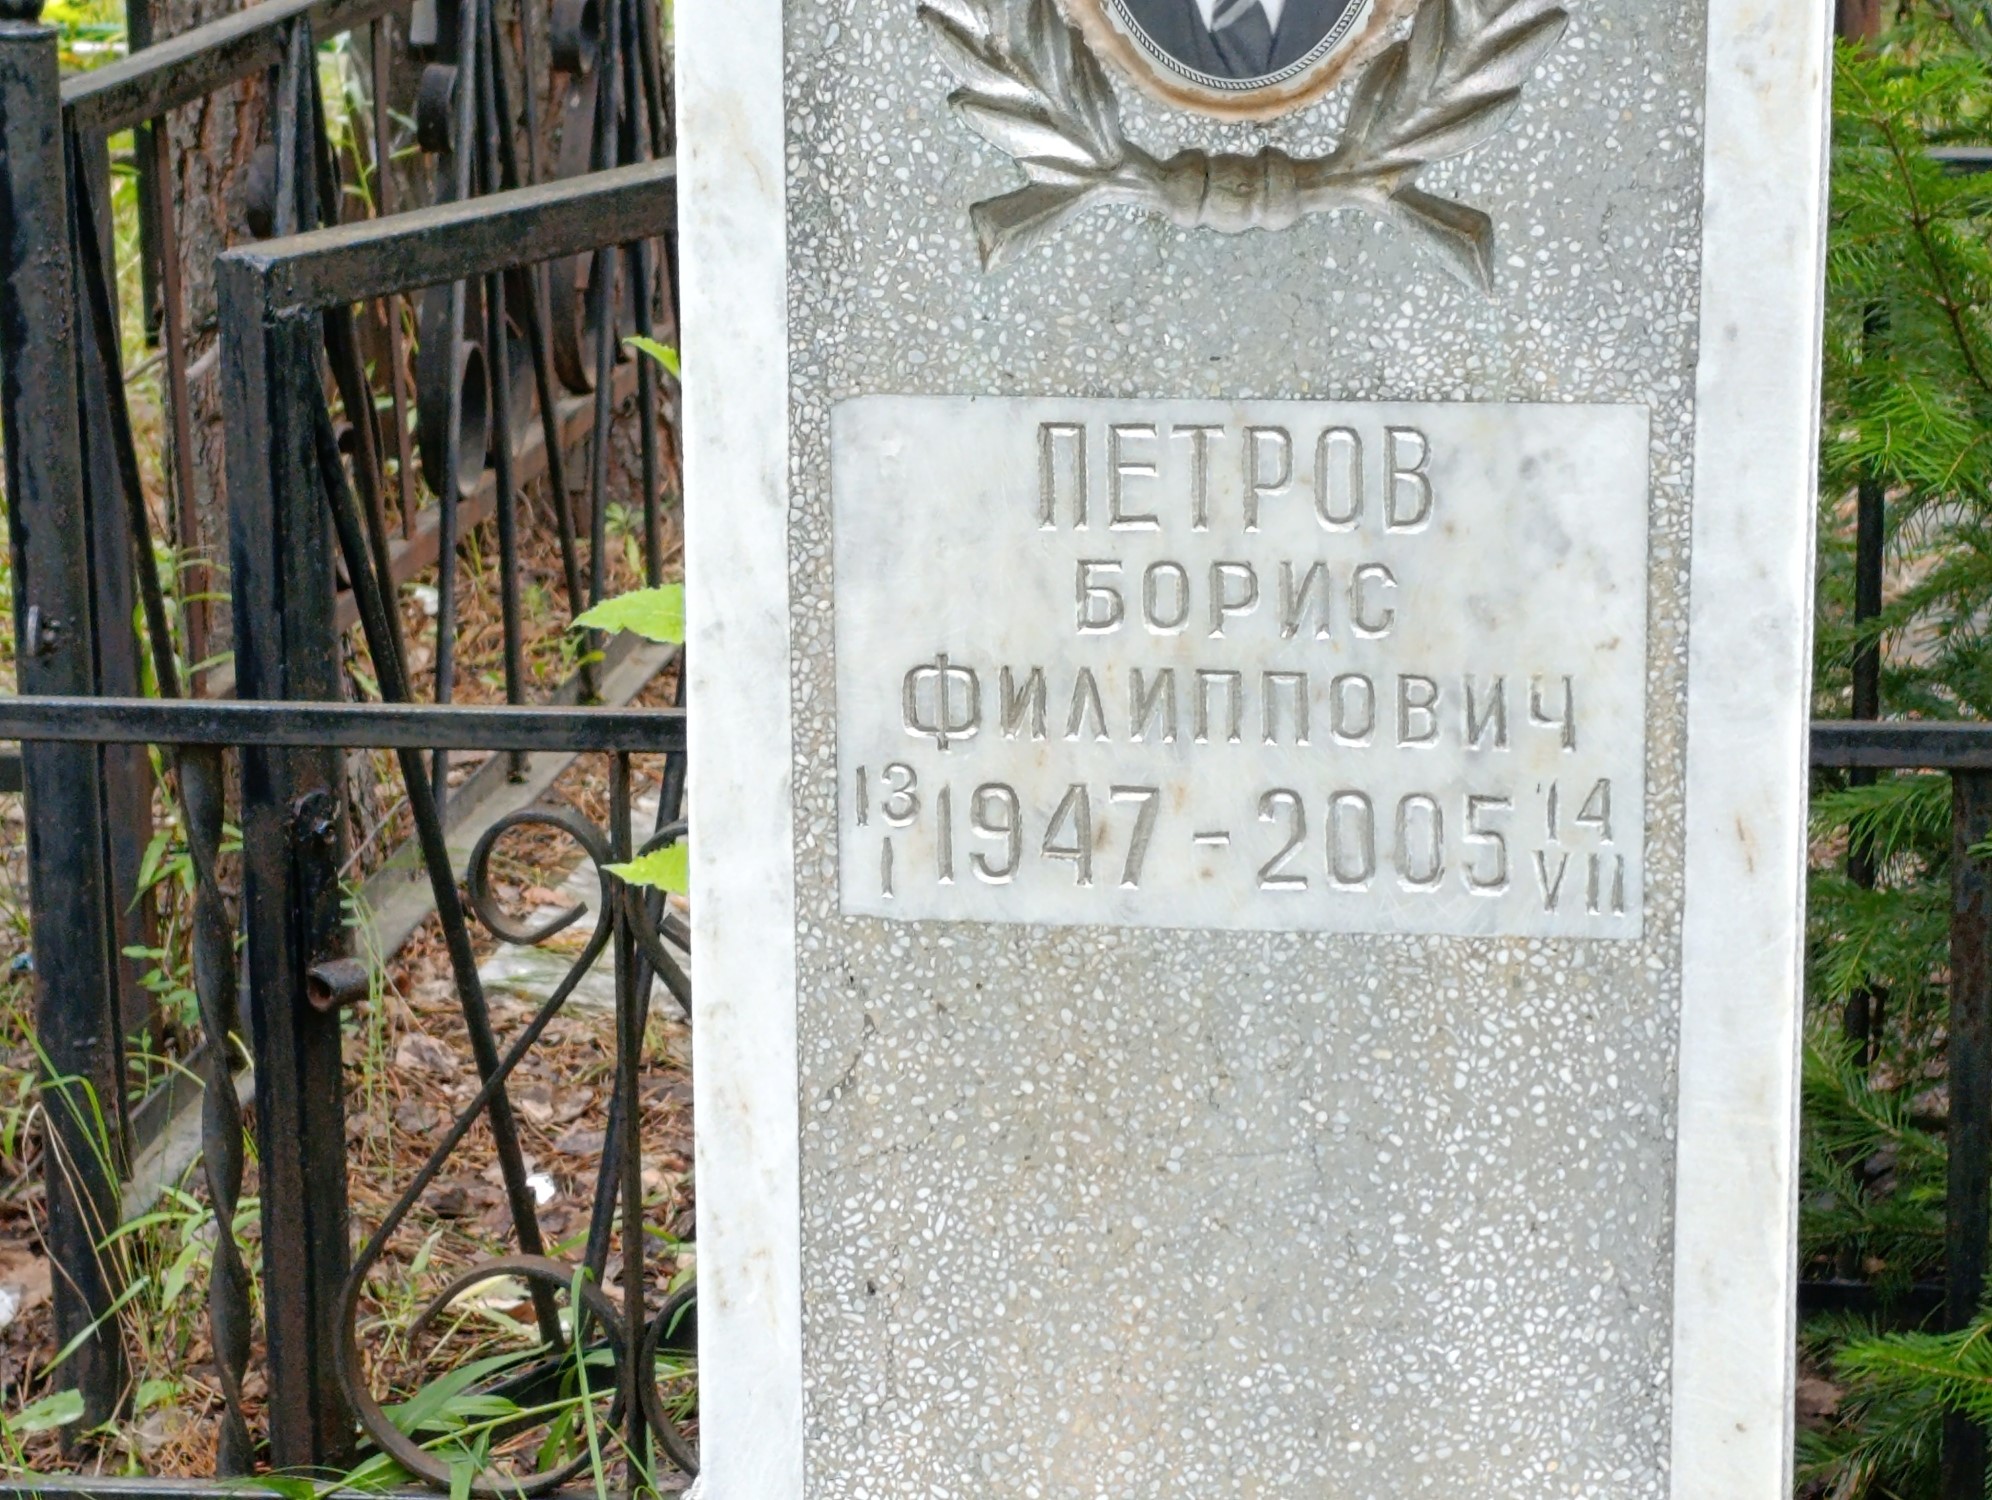 ПЕТРОВ
БОРИС
ФИЛИППОВИЧ
13 I 1947 - 2005 14 VII